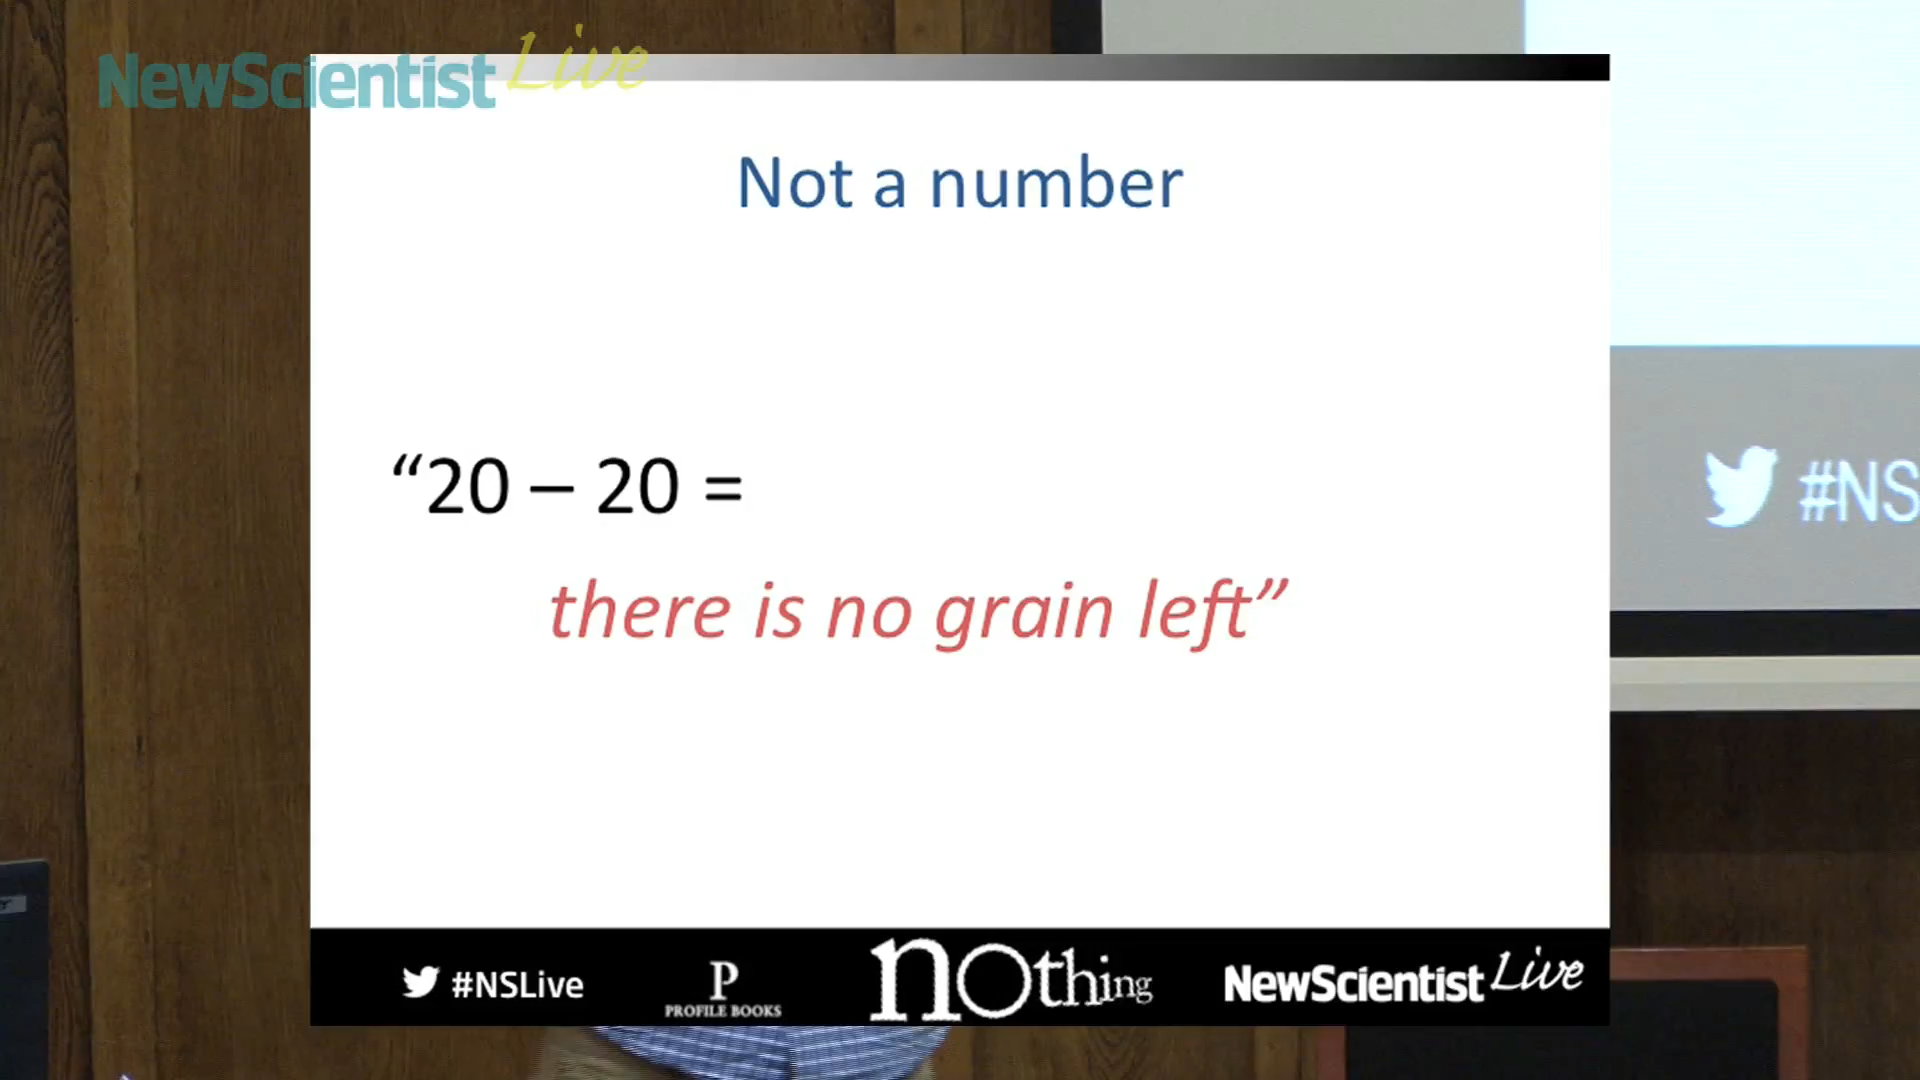 NewScientist Live
Not a number
“20 – 20 =
there is no grain left”
#NS
#NSLive
P
PROFILE BOOKS
nothing
NewScientist Live